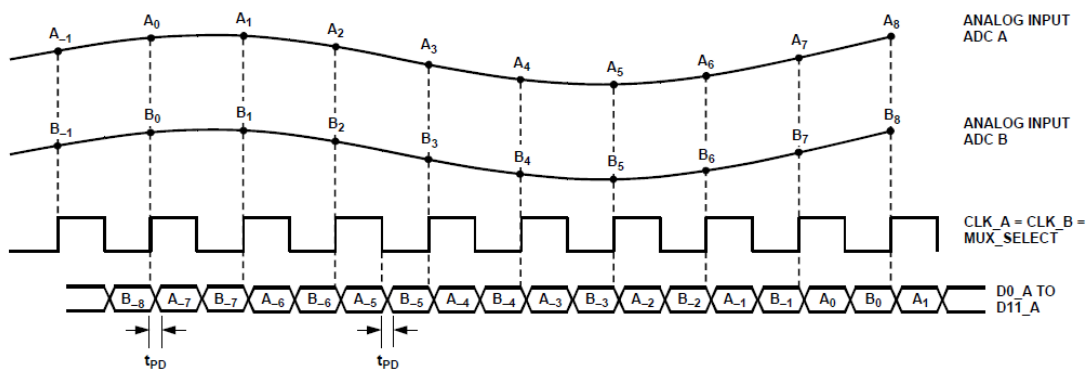 A₋₁ A₀ A₁ A₂ A₃ A₄ A₅ A₆ A₇ A₈
ANALOG INPUT
ADC A
B₋₁ B₀ B₁ B₂ B₃ B₄ B₅ B₆ B₇ B₈
ANALOG INPUT
ADC B
CLK_A = CLK_B =
MUX_SELECT
B₋₈ A₋₇ B₋₇ A₋₆ B₋₆ A₋₅ B₋₅ A₋₄ B₋₄ A₋₃ B₋₃ A₋₂ B₋₂ A₋₁ B₋₁ A₀ B₀ A₁
D0_A TO
D11_A
tPD tPD